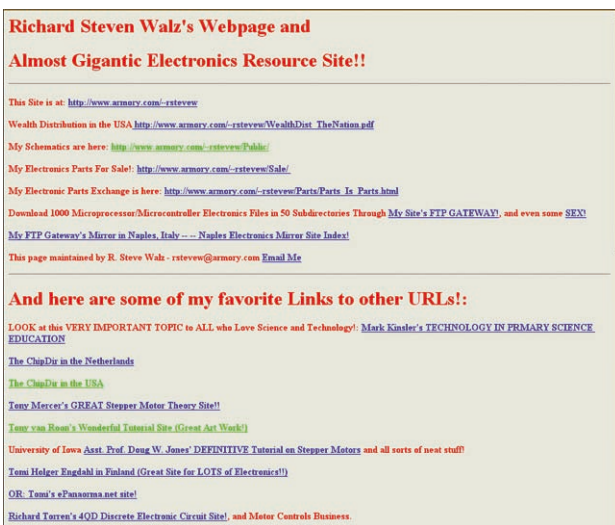 Richard Steven Walz's Webpage and
Almost Gigantic Electronics Resource Site!!
This Site is at: http://www.armory.com/~rstevew
Wealth Distribution in the USA http://www.armory.com/~rstevew/WealthDist_TheNation.pdf
My Schematics are here: http://www.armory.com/~rstevew/Public/
My Electronics Parts For Sale!: http://www.armory.com/~rstevew/Sale/
My Electronic Parts Exchange is here: http://www.armory.com/~rstevew/Parts/Parts_Is_Parts.html
Download 1000 Microprocessor/Microcontroller Electronics Files in 50 Subdirectories Through My Site's FTP GATEWAY!, and even some SEX!
My FTP Gateway's Mirror in Naples, Italy -- -- Naples Electronics Mirror Site Index!
This page maintained by R. Steve Walz - rstevew@armory.com Email Me
And here are some of my favorite Links to other URLs!:
LOOK at this VERY IMPORTANT TOPIC to ALL who Love Science and Technology!: Mark Kinsler's TECHNOLOGY IN PRMARY SCIENCE
EDUCATION
The ChipDir in the Netherlands
The ChipDir in the USA
Tony Mercer's GREAT Stepper Motor Theory Site!!
Tony van Roon's Wonderful Tutorial Site (Great Art Work!)
University of Iowa Asst. Prof. Doug W. Jones' DEFINITIVE Tutorial on Stepper Motors and all sorts of neat stuff!
Tomi Holger Engdahl in Finland (Great Site for LOTS of Electronics!!)
OR: Tomi's ePanaorma.net site!
Richard Torren's 4QD Discrete Electronic Circuit Site!, and Motor Controls Business.